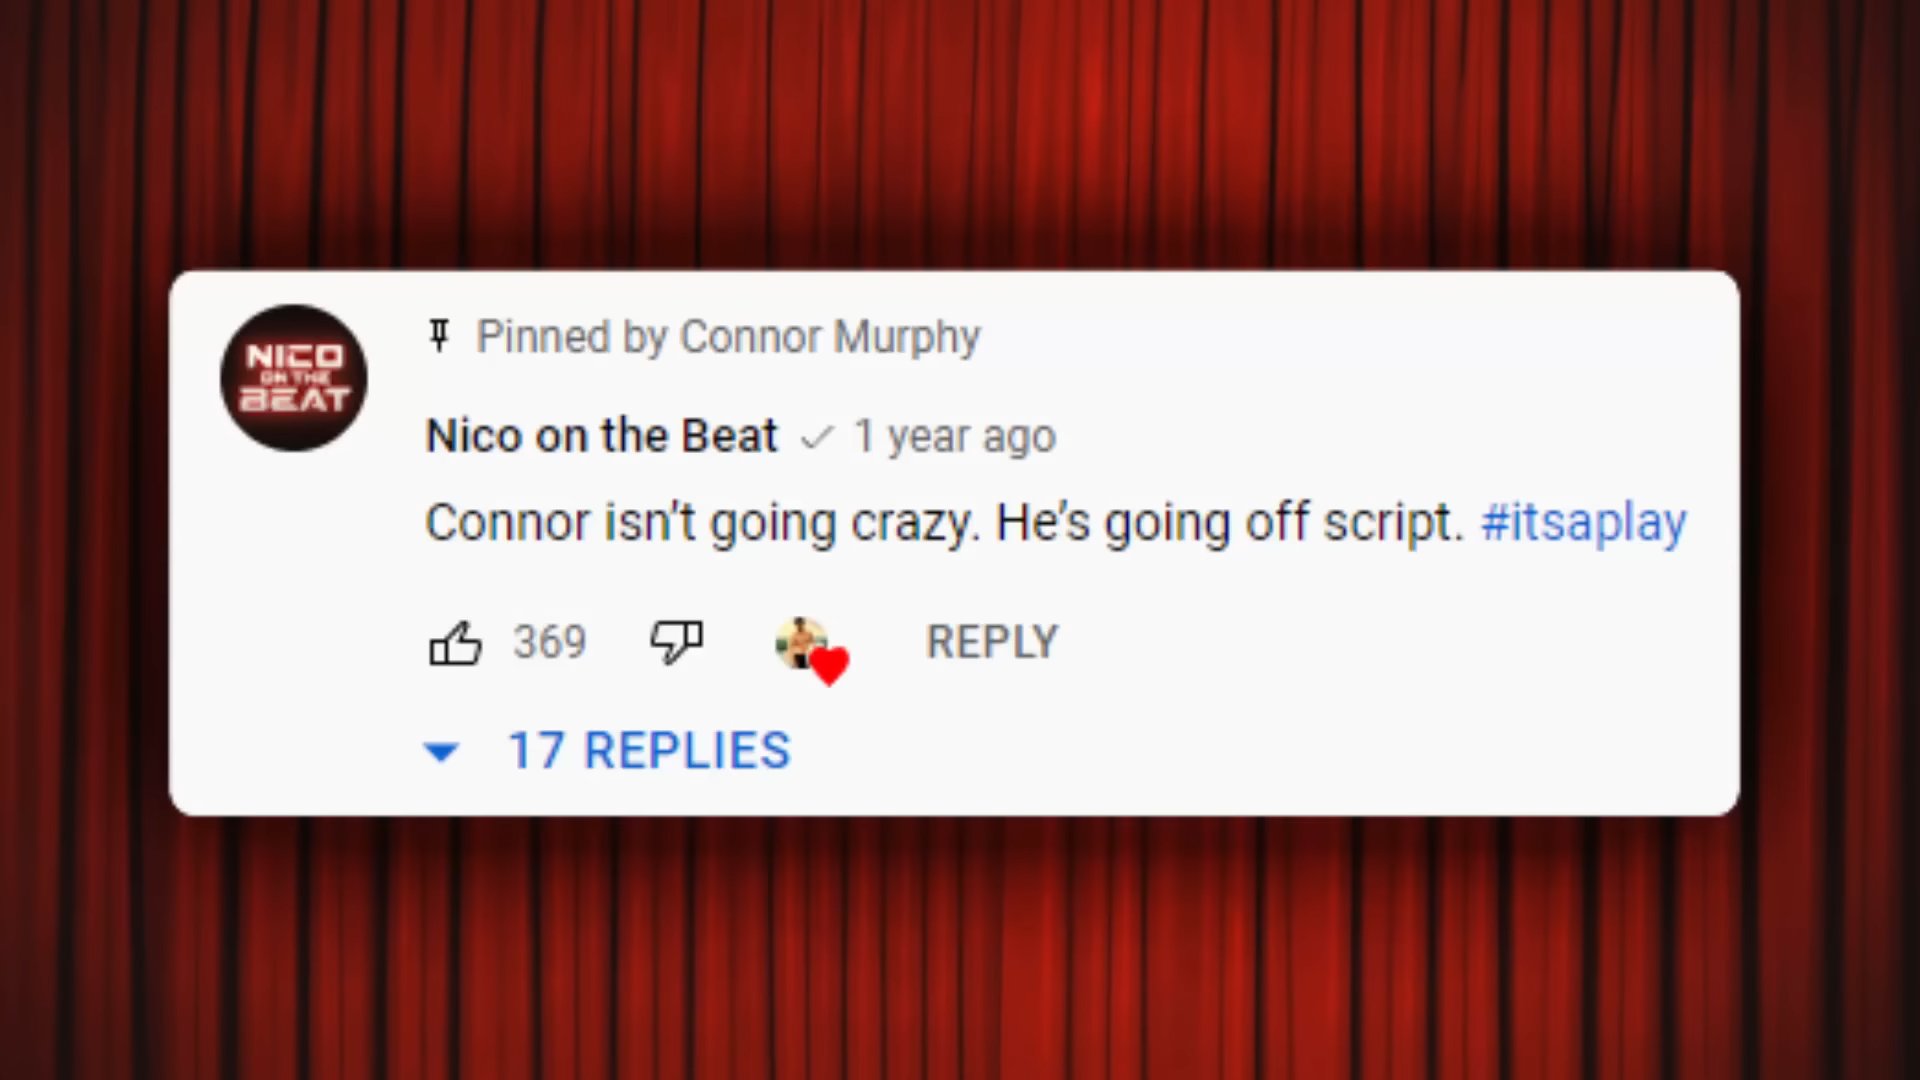 NICO
ON THE
BEAT
Pinned by Connor Murphy
Nico on the Beat 1 year ago
Connor isn't going crazy. He's going off script. #itsaplay
369 REPLY
17 REPLIES